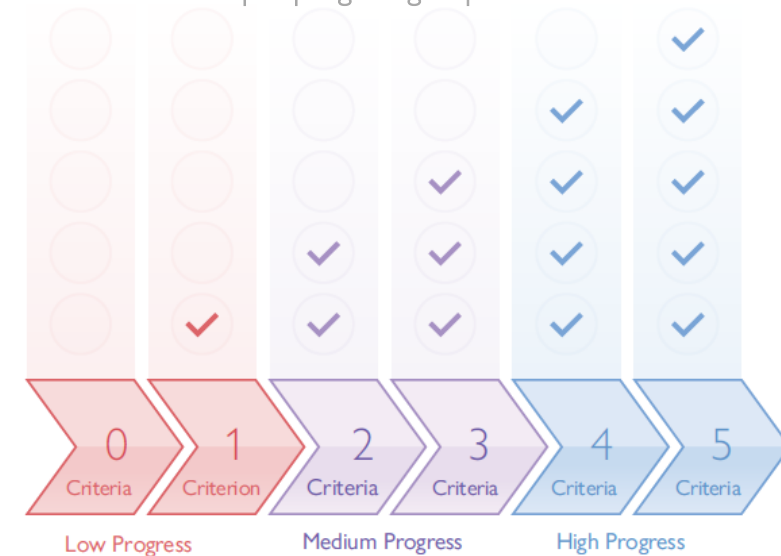 0
Criteria
1
Criterion
2
Criteria
3
Criteria
4
Criteria
5
Criteria
Low Progress
Medium Progress
High Progress